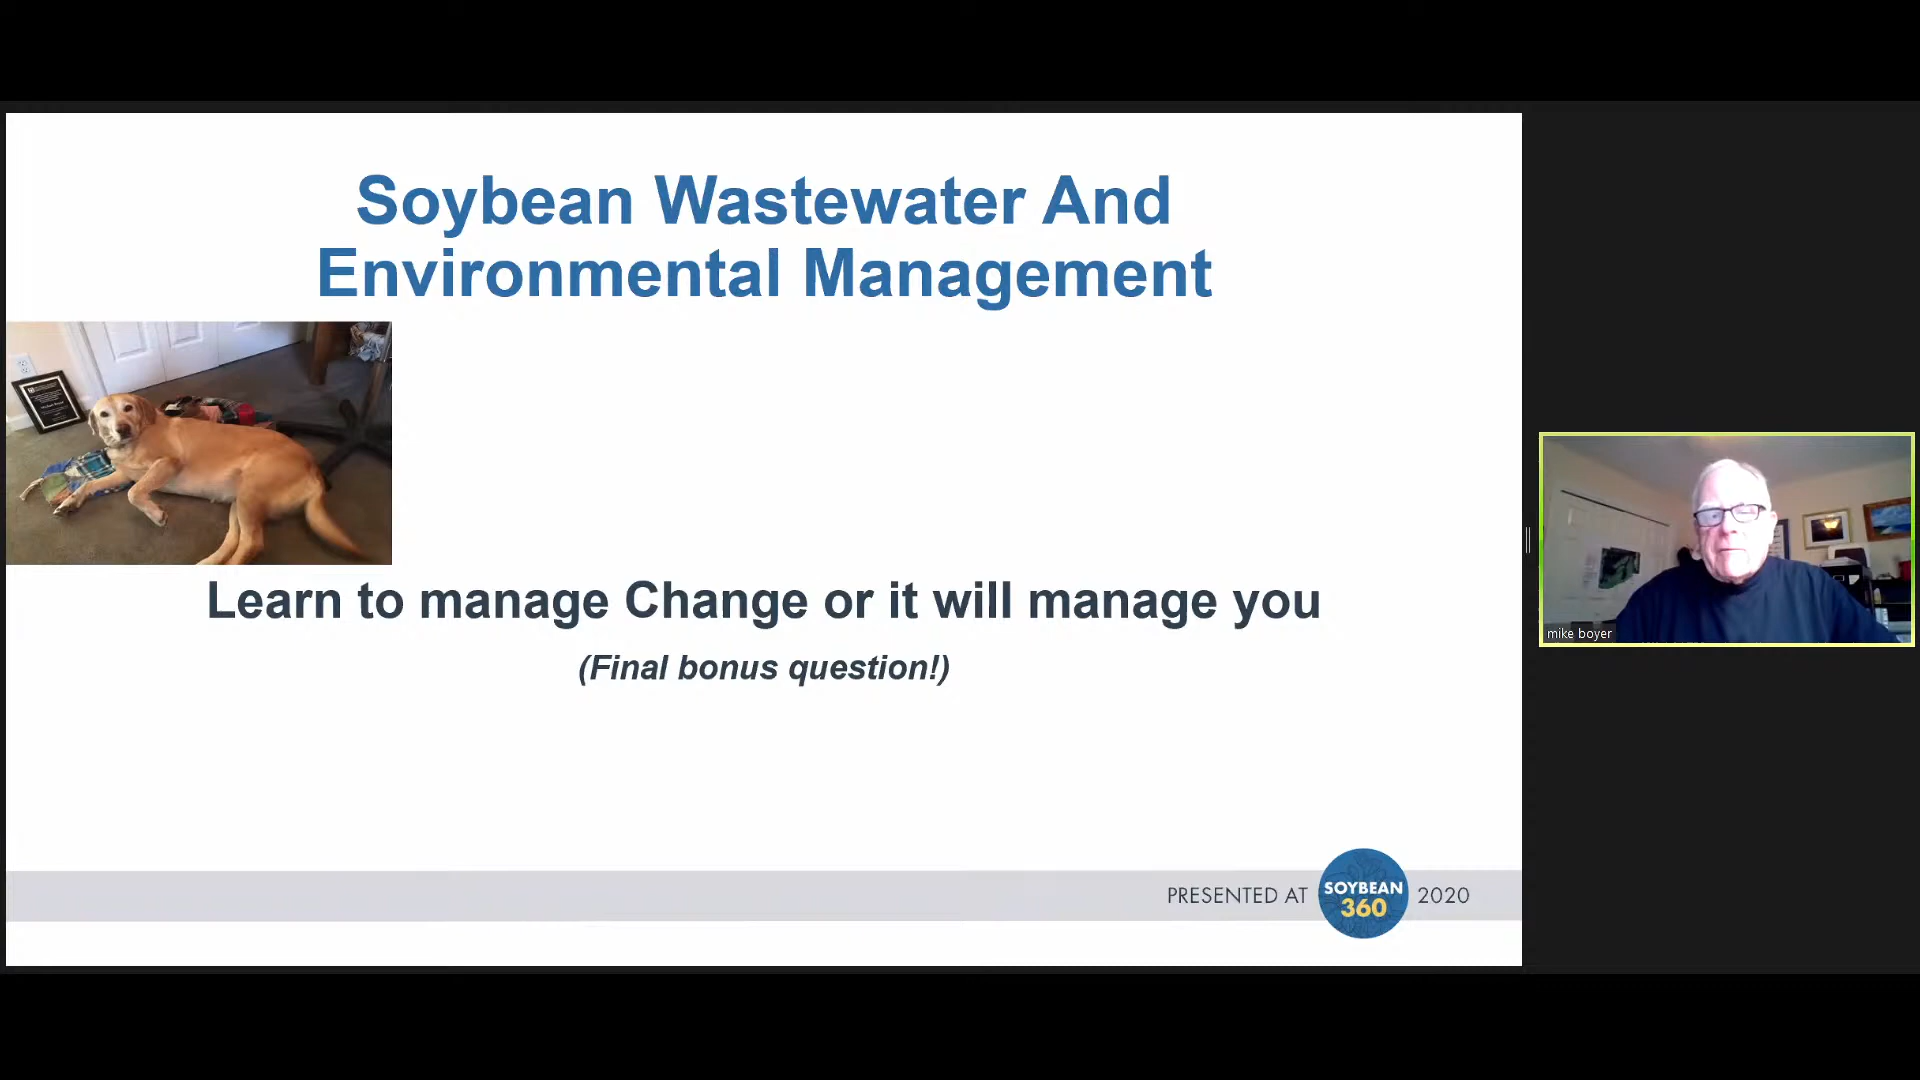 Soybean Wastewater And
Environmental Management
Learn to manage Change or it will manage you
(Final bonus question!)
mike boyer
PRESENTED AT SOYBEAN 360 2020